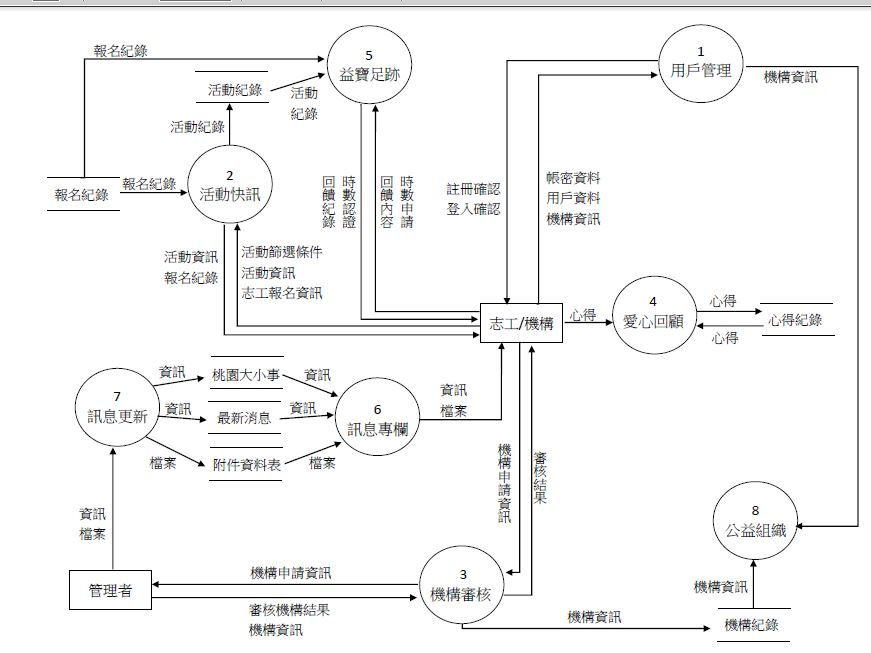 報名紀錄
5
益寶足跡
1
用戶管理
機構資訊
活動紀錄
活動
紀錄
活動紀錄
報名紀錄
報名紀錄
2
活動快訊
回饋紀錄
時數認證
回饋內容
時數申請
註冊確認
登入確認
帳密資料
用戶資料
機構資訊
活動資訊
報名紀錄
活動篩選條件
活動資訊
志工報名資訊
志工/機構
心得
4
愛心回顧
心得
心得
心得紀錄
7
訊息更新
資訊
資訊
檔案
桃園大小事
最新消息
附件資料表
資訊
資訊
檔案
6
訊息專欄
資訊
檔案
機構申請資訊
審核結果
8
公益組織
資訊
檔案
管理者
機構申請資訊
審核機構結果
機構資訊
3
機構審核
機構資訊
機構資訊
機構紀錄